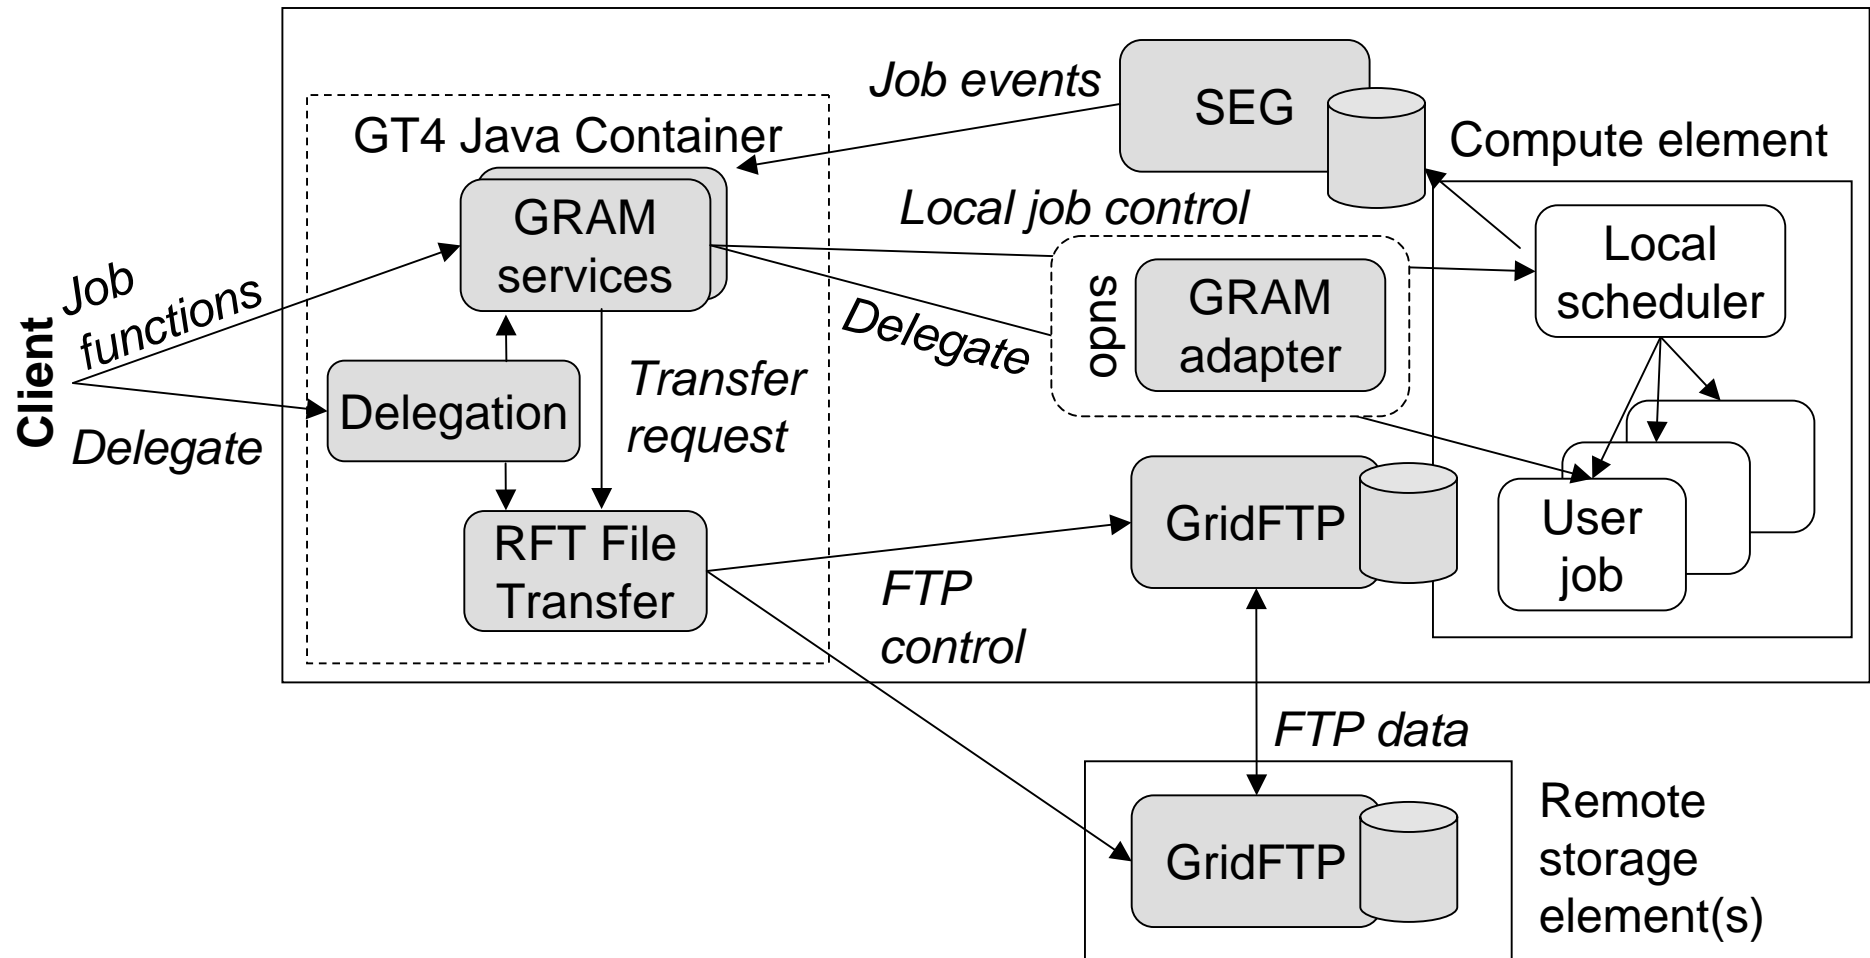 Client
Job
functions
Delegate
GT4 Java Container
GRAM
services
Delegation
Transfer
request
RFT File
Transfer
Job events
SEG
Local job control
Delegate
sudo
GRAM
adapter
Compute element
Local
scheduler
User
job
GridFTP
FTP
control
FTP data
GridFTP
Remote
storage
element(s)